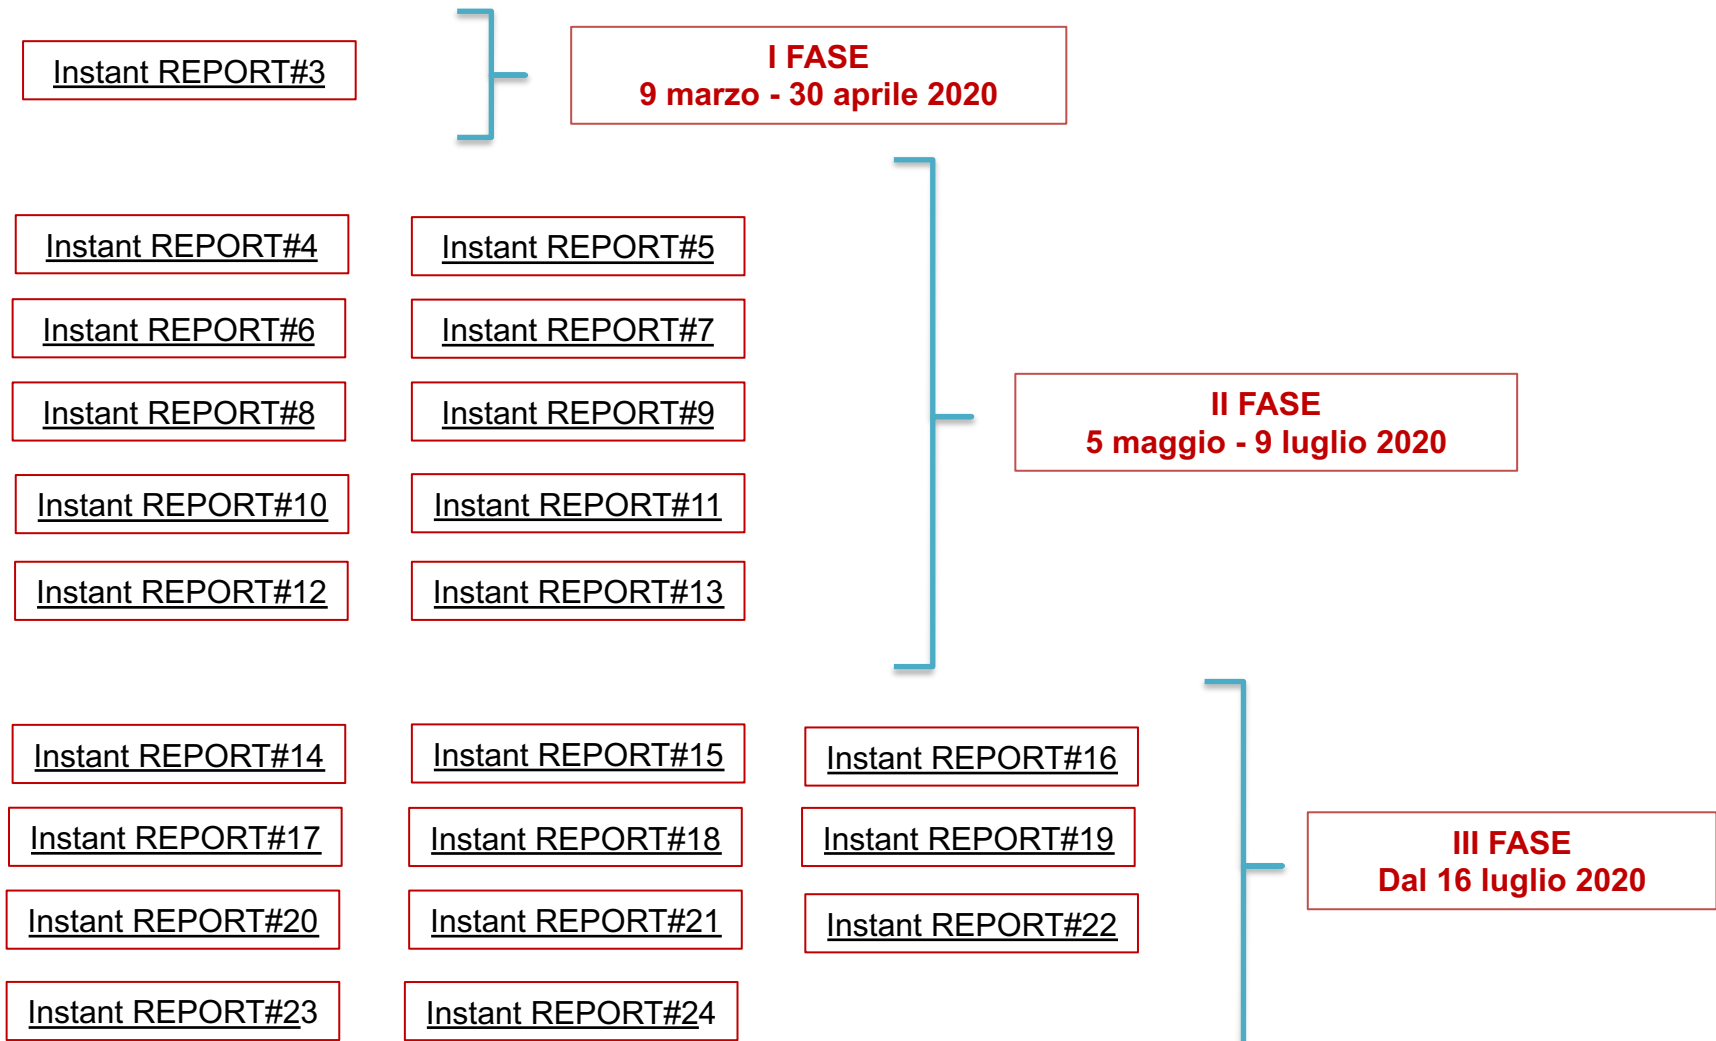 Instant REPORT#3
I FASE
9 marzo - 30 aprile 2020
Instant REPORT#4
Instant REPORT#5
Instant REPORT#6
Instant REPORT#7
Instant REPORT#8
Instant REPORT#9
Instant REPORT#10
Instant REPORT#11
Instant REPORT#12
Instant REPORT#13
II FASE
5 maggio - 9 luglio 2020
Instant REPORT#14
Instant REPORT#15
Instant REPORT#16
Instant REPORT#17
Instant REPORT#18
Instant REPORT#19
Instant REPORT#20
Instant REPORT#21
Instant REPORT#22
Instant REPORT#23
Instant REPORT#24
III FASE
Dal 16 luglio 2020